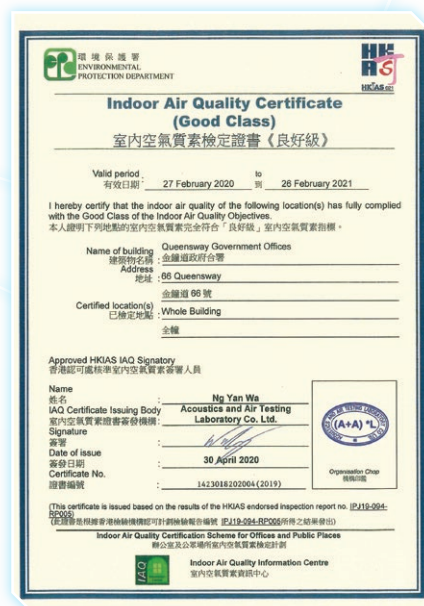 環境保護署
ENVIRONMENTAL
PROTECTION DEPARTMENT
HKIAS 021
Indoor Air Quality Certificate
(Good Class)
室內空氣質素檢定證書《良好級》
Valid period to
有效日期: 27 February 2020 到 26 February 2021
I hereby certify that the indoor air quality of the following location(s) has fully complied
with the Good Class of the Indoor Air Quality Objectives.
本人證明下列地點的室內空氣質素完全符合「良好級」室內空氣質素指標。
Name of building Queensway Government Offices
建築物名稱: 金鐘道政府合署
Address
地址: 66 Queensway
金鐘道 66 號
Certified location(s)
已檢定地點: Whole Building
全幢
Approved HKIAS IAQ Signatory
香港認可處核准室內空氣質素簽署人員
Name
姓名: Ng Yan Wa
IAQ Certificate Issuing Body Acoustics and Air Testing
室內空氣質素證書簽發機構: Laboratory Co. Ltd.
Signature
簽署:
Date of issue
簽發日期: 30 April 2020
Certificate No.
證書編號: 1423018202004(2019)
(A+A) *L
Organisation Chop
機構印鑑
(This certificate is issued based on the results of the HKIAS endorsed inspection report no. IPJ19-094-
RP005)
(此證書是根據香港檢驗機構認可計劃檢驗報告編號 IPJ19-094-RP005所得之結果發出)
Indoor Air Quality Certification Scheme for Offices and Public Places
辦公室及公眾場所室內空氣質素檢定計劃
IAQ
Indoor Air Quality Information Centre
室內空氣質素資訊中心